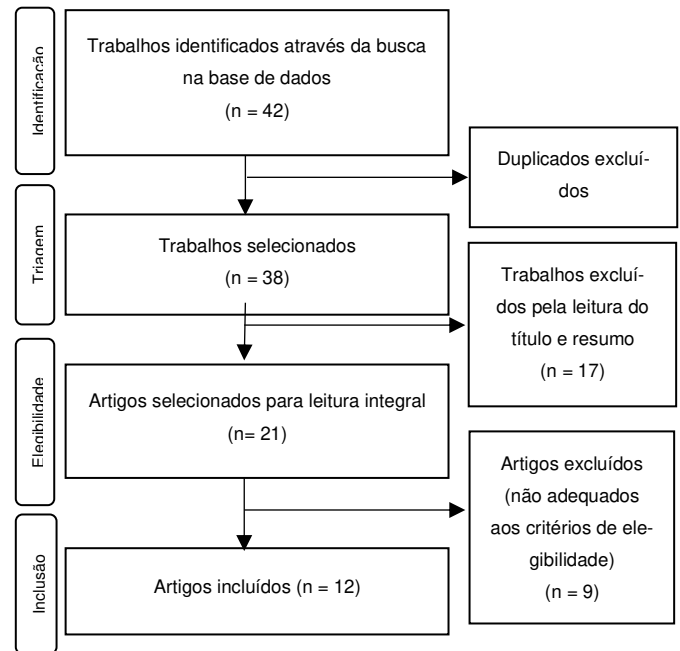 Identificação
Trabalhos identificados através da busca
na base de dados
(n = 42)
Duplicados excluí-
dos
Triagem
Trabalhos selecionados
(n = 38)
Trabalhos excluí-
dos pela leitura do
título e resumo
(n = 17)
Elegibilidade
Artigos selecionados para leitura integral
(n= 21)
Artigos excluídos
(não adequados
aos critérios de ele-
gibilidade)
(n = 9)
Inclusão
Artigos incluídos (n = 12)